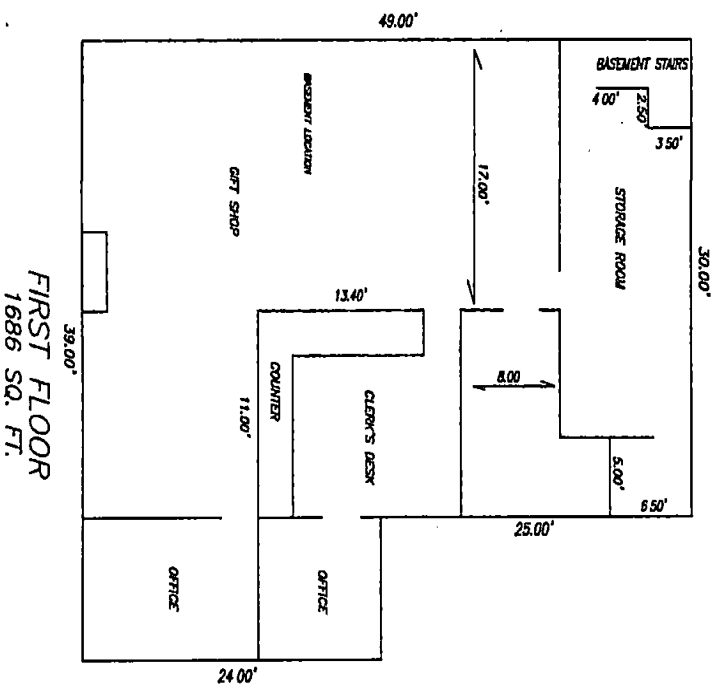 49.00'
BASEMENT STAIRS
4 00'
2.50'
3 50'
BASEMENT LOCATION
17.00'
GIFT SHOP
STORAGE ROOM
30.00'
13.40'
8.00
39.00'
FIRST FLOOR
1686 SQ. FT.
COUNTER
11.00'
CLERK'S DESK
5.00'
6 50'
25.00'
OFFICE
OFFICE
24 00'